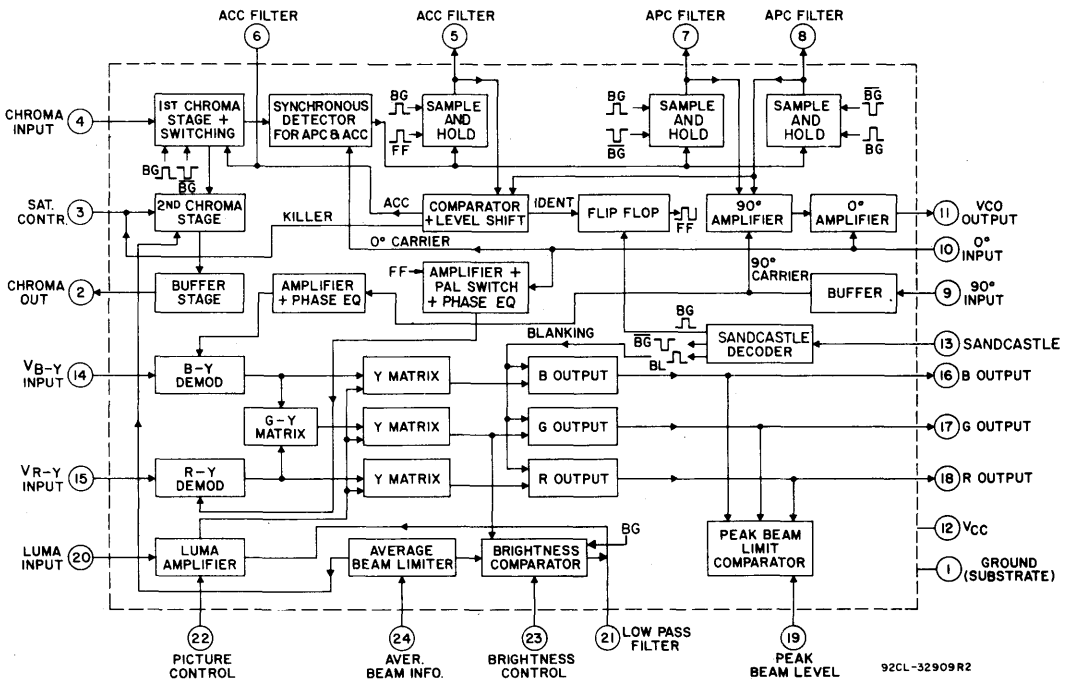 ACC FILTER
6
ACC FILTER
5
APC FILTER
7
APC FILTER
8
CHROMA
INPUT
4
1ST CHROMA
STAGE +
SWITCHING
SYNCHRONOUS
DETECTOR
FOR APC & ACC
BG
FF
SAMPLE
AND
HOLD
BG
B̅G̅
SAMPLE
AND
HOLD
SAMPLE
AND
HOLD
B̅G̅
BG
BG
B̅G̅
SAT.
CONTR.
3
2ND CHROMA
STAGE
KILLER
ACC
COMPARATOR
+ LEVEL SHIFT
IDENT
FLIP FLOP
FF
90°
AMPLIFIER
0°
AMPLIFIER
11
VCO
OUTPUT
0° CARRIER
10
0°
INPUT
CHROMA
OUT
2
BUFFER
STAGE
AMPLIFIER
+ PHASE EQ
FF
AMPLIFIER +
PAL SWITCH
+ PHASE EQ
90°
CARRIER
BUFFER
9
90°
INPUT
BG
BLANKING
B̅G̅
BL
SANDCASTLE
DECODER
13
SANDCASTLE
VB-Y
INPUT
14
B-Y
DEMOD
Y MATRIX
B OUTPUT
16
B OUTPUT
G-Y
MATRIX
Y MATRIX
G OUTPUT
17
G OUTPUT
VR-Y
INPUT
15
R-Y
DEMOD
Y MATRIX
R OUTPUT
18
R OUTPUT
12
VCC
LUMA
INPUT
20
LUMA
AMPLIFIER
AVERAGE
BEAM LIMITER
BRIGHTNESS
COMPARATOR
BG
PEAK BEAM
LIMIT
COMPARATOR
1
GROUND
(SUBSTRATE)
22
PICTURE
CONTROL
24
AVER.
BEAM INFO.
23
BRIGHTNESS
CONTROL
21
LOW PASS
FILTER
19
PEAK
BEAM LEVEL
92CL-32909R2